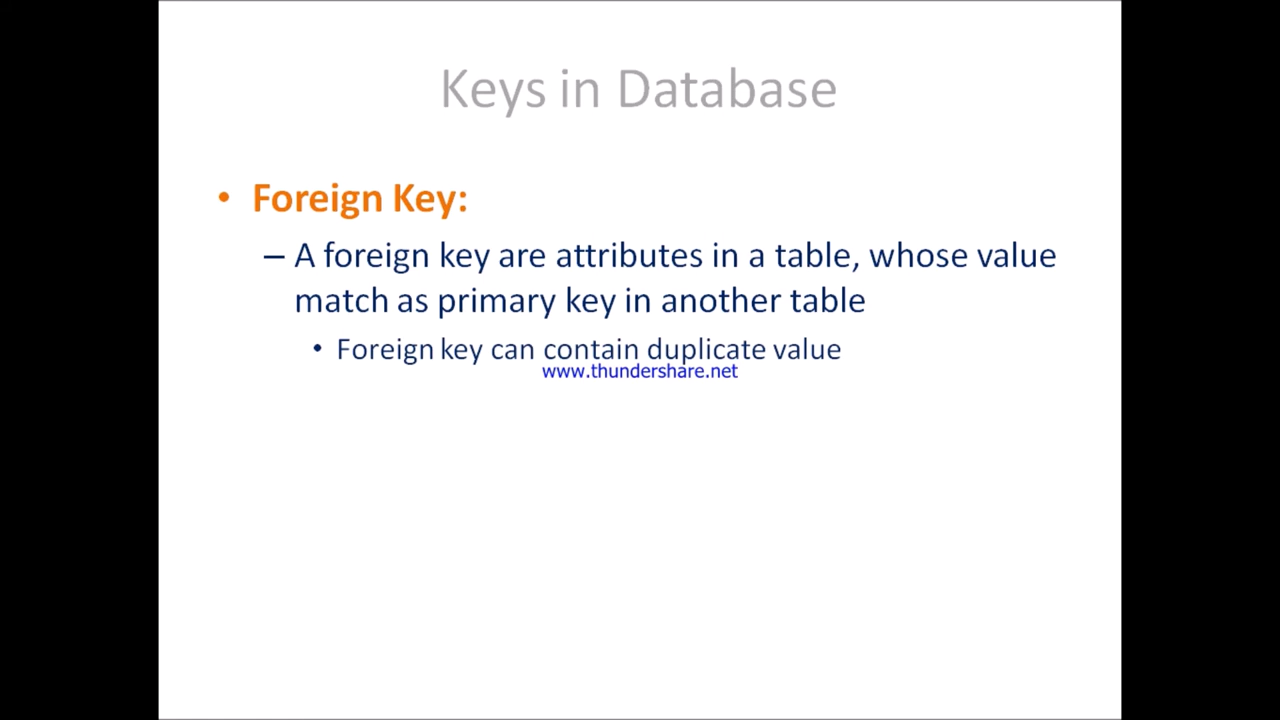 Keys in Database
• Foreign Key:
– A foreign key are attributes in a table, whose value
match as primary key in another table
• Foreign key can contain duplicate value
www.thundershare.net